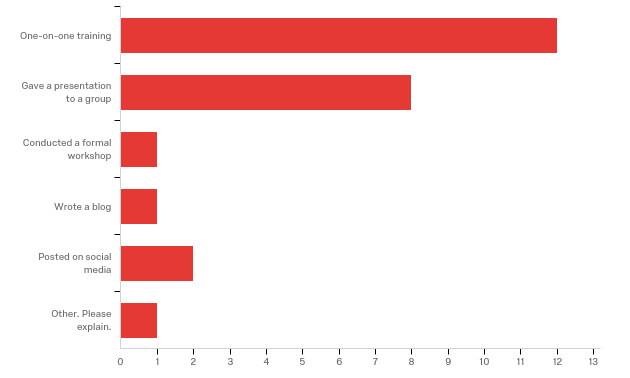 One-on-one training
Gave a presentation
to a group
Conducted a formal
workshop
Wrote a blog
Posted on social
media
Other. Please
explain.
0 1 2 3 4 5 6 7 8 9 10 11 12 13